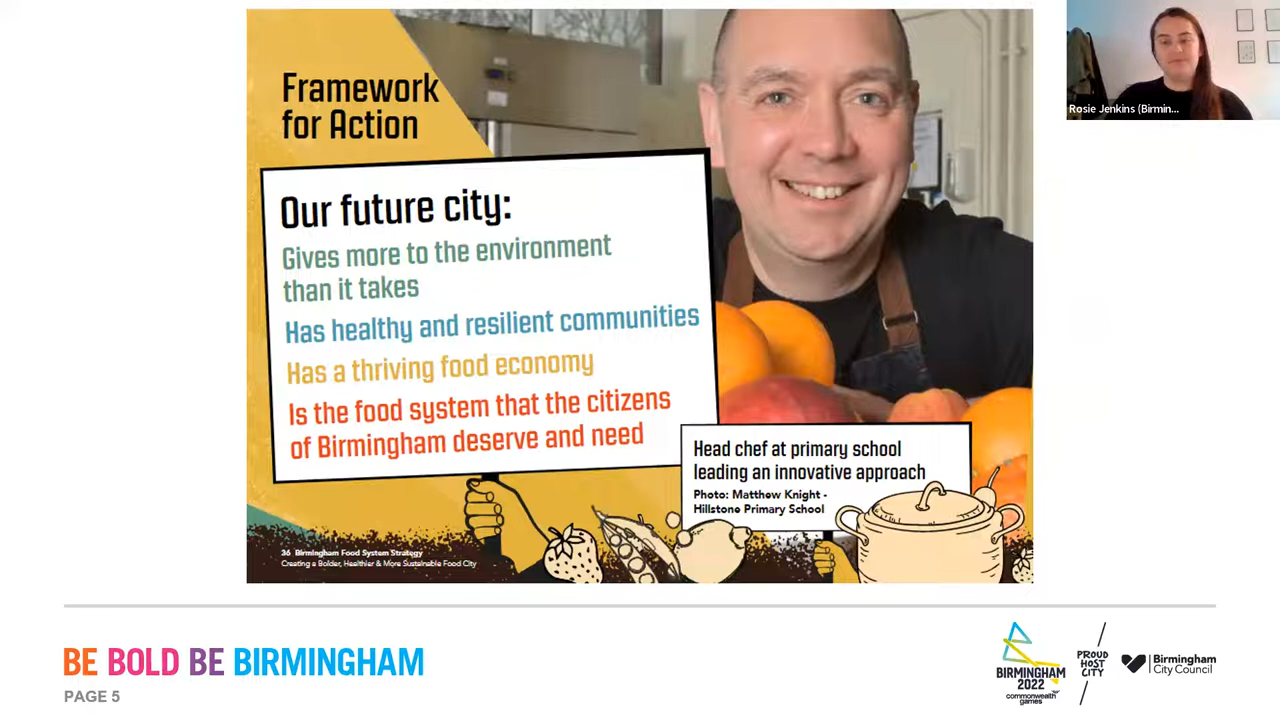 Framework
for Action
Our future city:
Gives more to the environment
than it takes
Has healthy and resilient communities
Has a thriving food economy
Is the food system that the citizens
of Birmingham deserve and need
Head chef at primary school
leading an innovative approach
Photo: Matthew Knight -
Hillstone Primary School
36 Birmingham Food System Strategy
Creating a Bolder, Healthier & More Sustainable Food City
Rosie Jenkins (Birmin...
BE BOLD BE BIRMINGHAM
PAGE 5
BIRMINGHAM
2022
commonwealth
games
PROUD
HOST
CITY
Birmingham
City Council